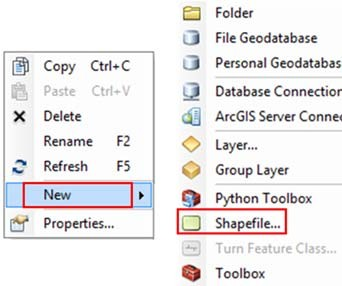 Copy Ctrl+C
Paste Ctrl+V
Delete
Rename F2
Refresh F5
New
Properties...
Folder
File Geodatabase
Personal Geodatabas
Database Connection
ArcGIS Server Connec
Layer...
Group Layer
Python Toolbox
Shapefile...
Turn Feature Class...
Toolbox